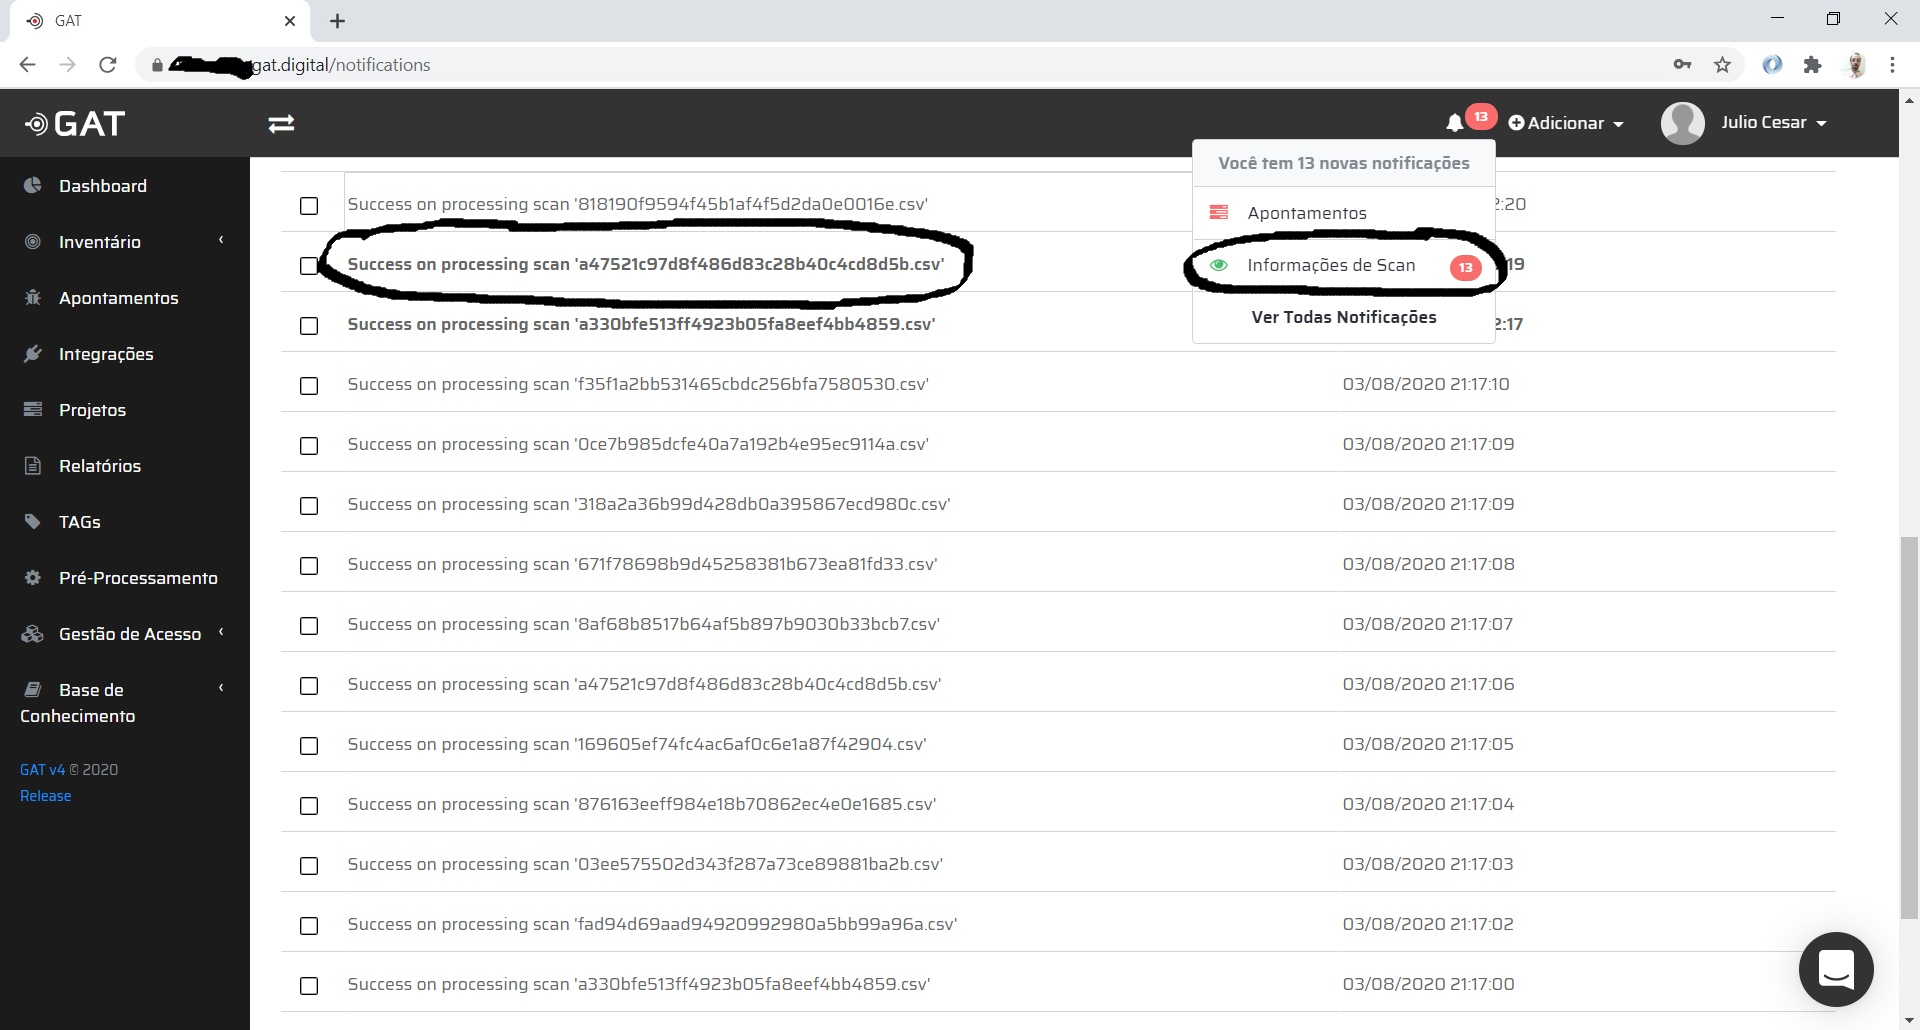 GAT
gat.digital/notifications
GAT
13
Adicionar
Julio Cesar
Dashboard
Inventário
Apontamentos
Integrações
Projetos
Relatórios
TAGs
Pré-Processamento
Gestão de Acesso
Base de
Conhecimento
GAT v4 © 2020
Release
Você tem 13 novas notificações
Apontamentos
Informações de Scan 13
Ver Todas Notificações
Success on processing scan '818190f9594f45b1af4f5d2da0e0016e.csv' 2:20
Success on processing scan 'a47521c97d8f486d83c28b40c4cd8d5b.csv' :19
Success on processing scan 'a330bfe513ff4923b05fa8eef4bb4859.csv' 2:17
Success on processing scan 'f35f1a2bb531465cbdc256bfa7580530.csv' 03/08/2020 21:17:10
Success on processing scan '0ce7b985dcfe40a7a192b4e95ec9114a.csv' 03/08/2020 21:17:09
Success on processing scan '318a2a36b99d428db0a395867ecd980c.csv' 03/08/2020 21:17:09
Success on processing scan '671f78698b9d45258381b673ea81fd33.csv' 03/08/2020 21:17:08
Success on processing scan '8af68b8517b64af5b897b9030b33bcb7.csv' 03/08/2020 21:17:07
Success on processing scan 'a47521c97d8f486d83c28b40c4cd8d5b.csv' 03/08/2020 21:17:06
Success on processing scan '169605ef74fc4ac6af0c6e1a87f42904.csv' 03/08/2020 21:17:05
Success on processing scan '876163eeff984e18b70862ec4e0e1685.csv' 03/08/2020 21:17:04
Success on processing scan '03ee575502d343f287a73ce89881ba2b.csv' 03/08/2020 21:17:03
Success on processing scan 'fad94d69aad94920992980a5bb99a96a.csv' 03/08/2020 21:17:02
Success on processing scan 'a330bfe513ff4923b05fa8eef4bb4859.csv' 03/08/2020 21:17:00